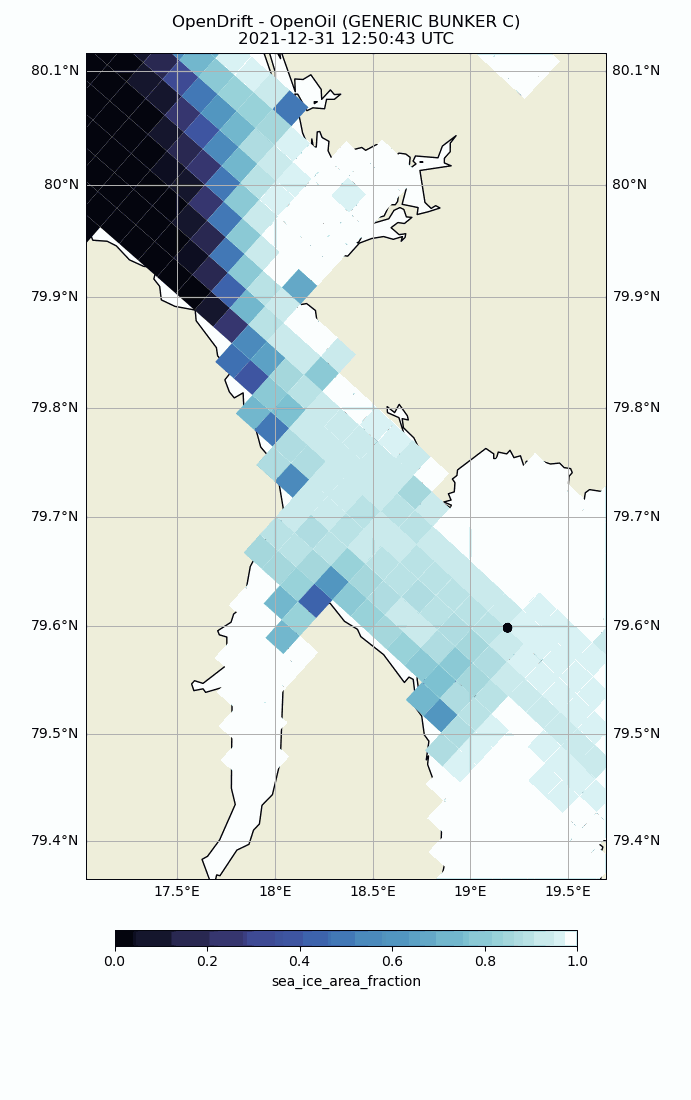 OpenDrift - OpenOil (GENERIC BUNKER C)
2021-12-31 12:50:43 UTC
80.1°N 80.1°N
80°N 80°N
79.9°N 79.9°N
79.8°N 79.8°N
79.7°N 79.7°N
79.6°N 79.6°N
79.5°N 79.5°N
79.4°N 79.4°N
17.5°E 18°E 18.5°E 19°E 19.5°E
0.0 0.2 0.4 0.6 0.8 1.0
sea_ice_area_fraction